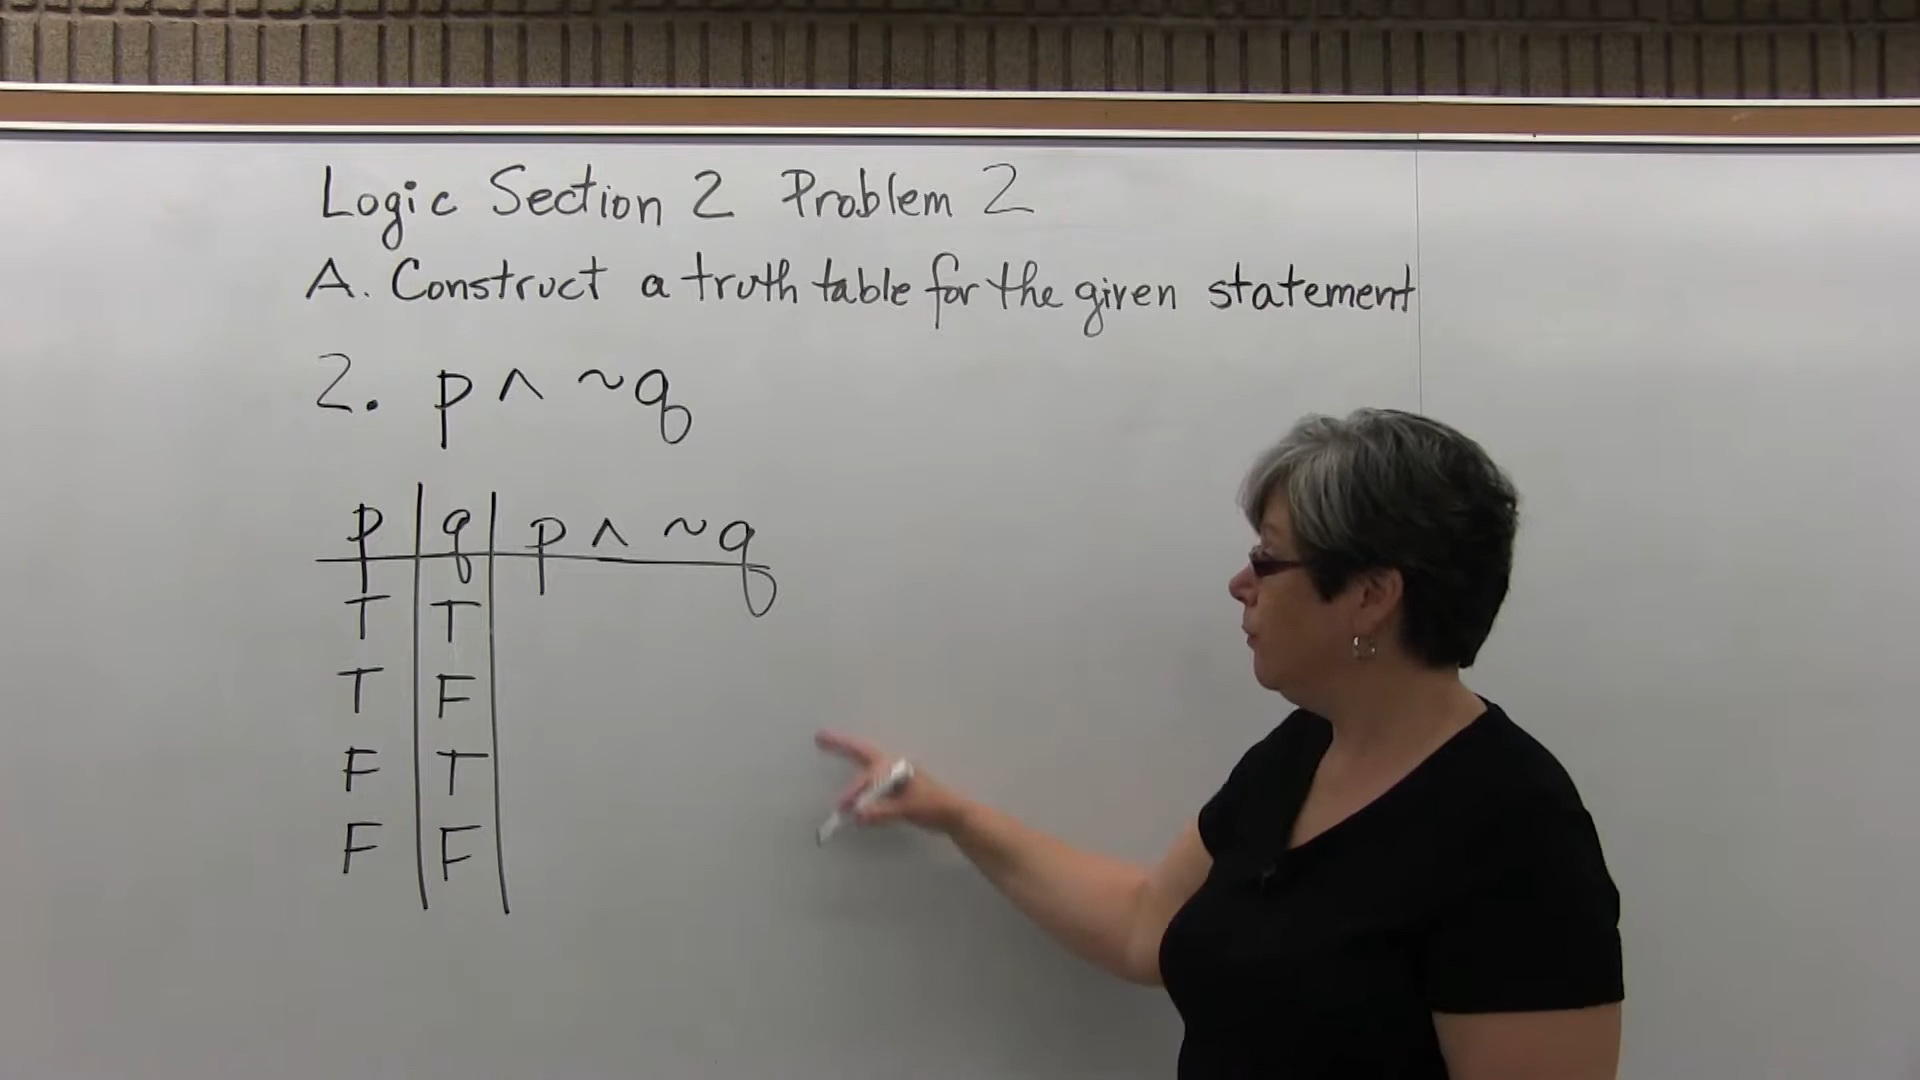 Logic Section 2 Problem 2
A. Construct a truth table for the given statement
2. p ∧ ~q
p q p ∧ ~q
T T
T F
F T
F F